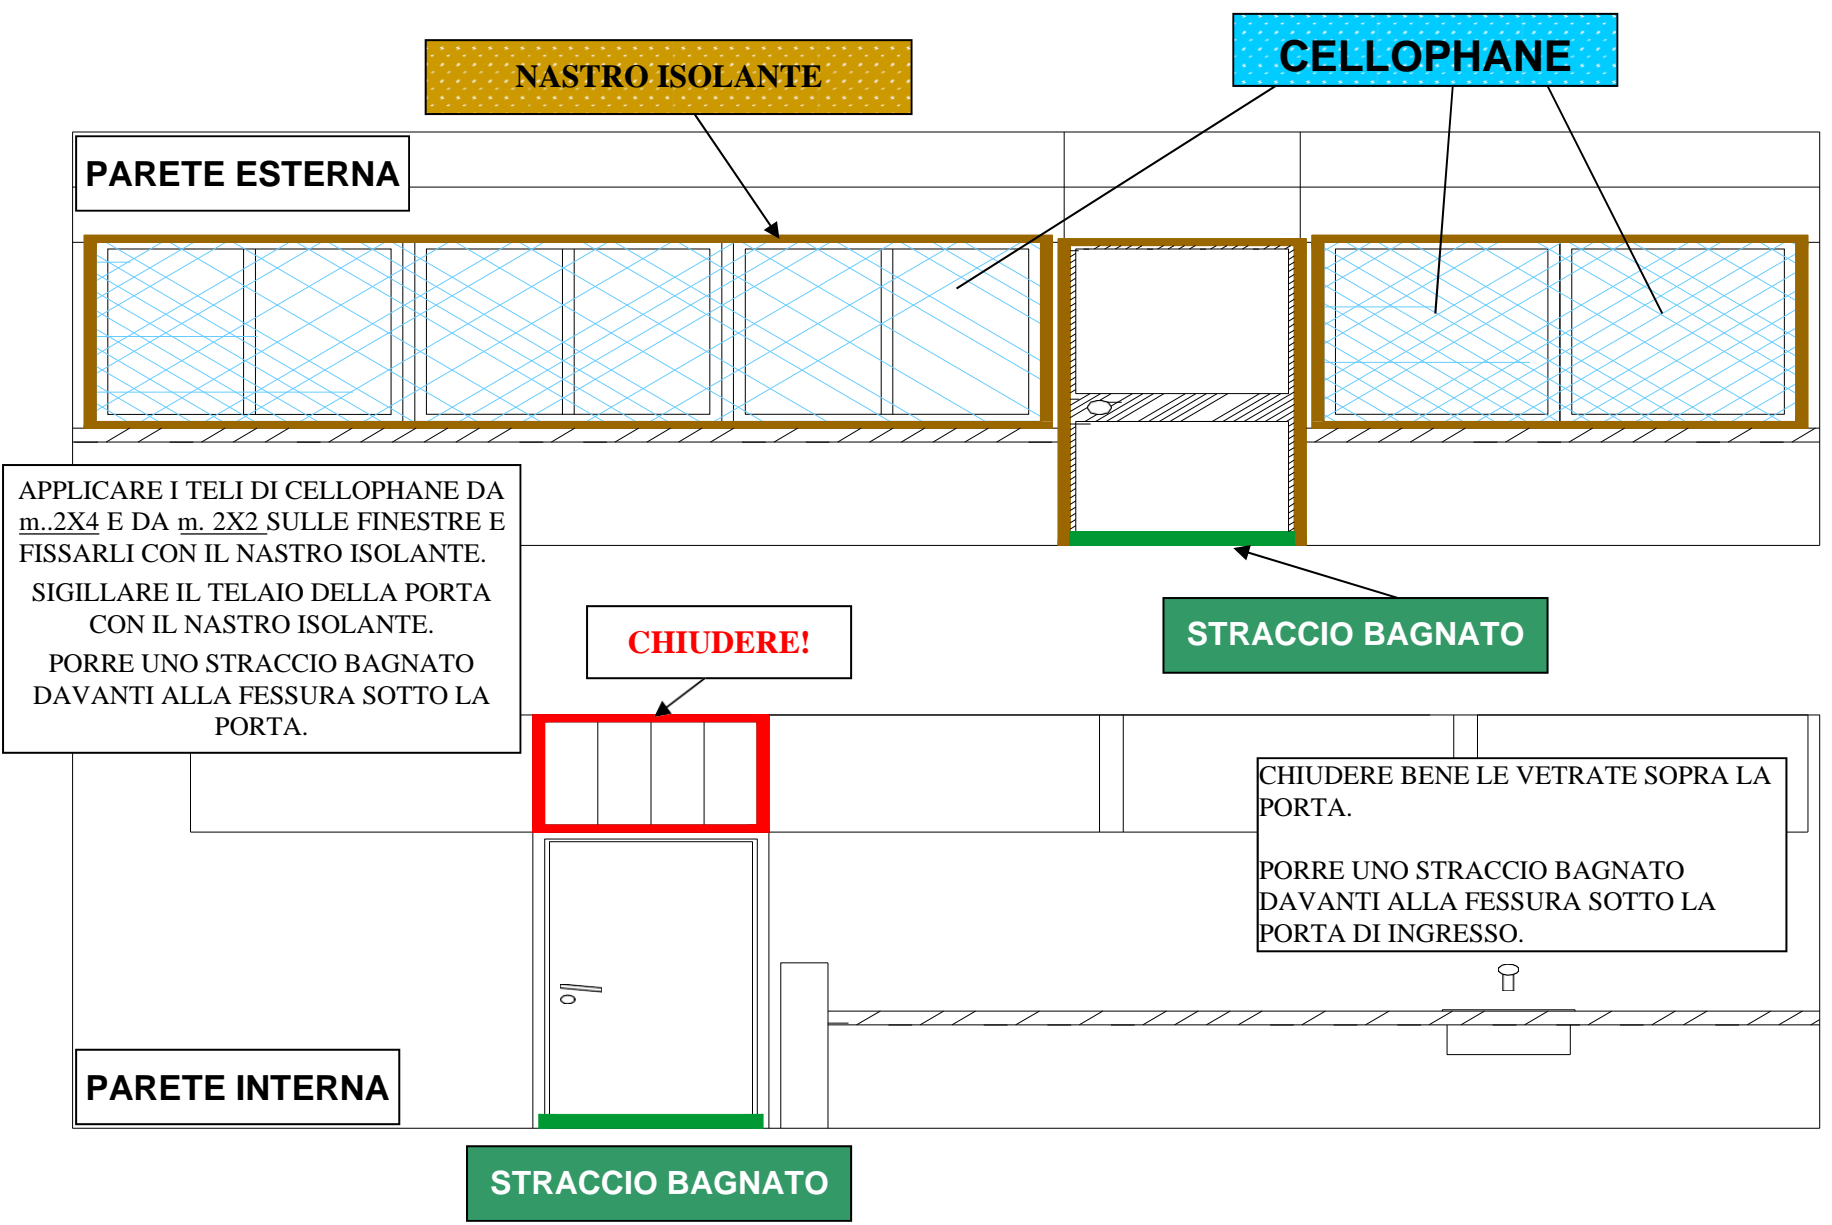 CELLOPHANE
NASTRO ISOLANTE
PARETE ESTERNA
APPLICARE I TELI DI CELLOPHANE DA
m..2X4 E DA m. 2X2 SULLE FINESTRE E
FISSARLI CON IL NASTRO ISOLANTE.
SIGILLARE IL TELAIO DELLA PORTA
CON IL NASTRO ISOLANTE.
PORRE UNO STRACCIO BAGNATO
DAVANTI ALLA FESSURA SOTTO LA
PORTA.
STRACCIO BAGNATO
CHIUDERE!
CHIUDERE BENE LE VETRATE SOPRA LA
PORTA.
PORRE UNO STRACCIO BAGNATO
DAVANTI ALLA FESSURA SOTTO LA
PORTA DI INGRESSO.
PARETE INTERNA
STRACCIO BAGNATO